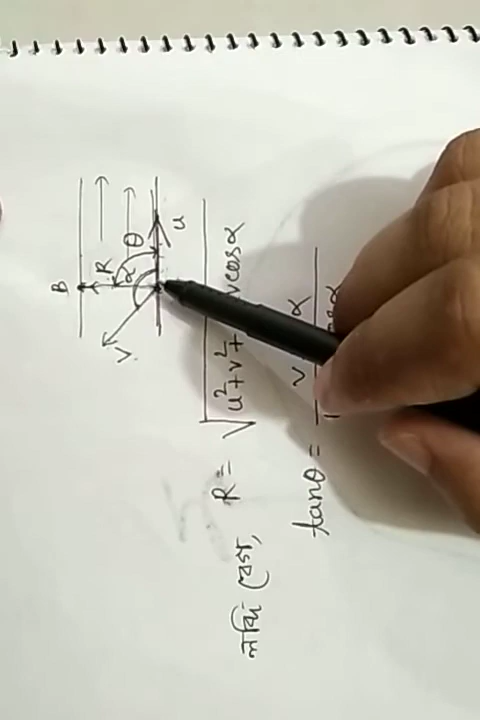 B
R
θ
α
u
v
লব্ধি বেগ, R = √u²+v²+ vcosα
tanθ = v α